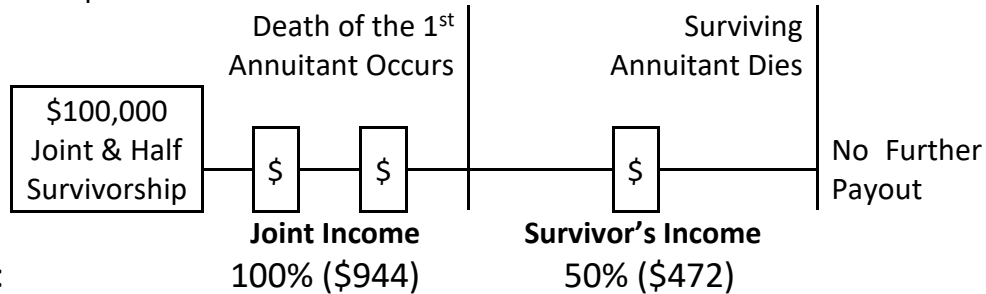 Death of the 1st
Annuitant Occurs
Surviving
Annuitant Dies
$100,000
Joint & Half
Survivorship
$
$
$
No Further
Payout
Joint Income
Survivor's Income
:
100% ($944)
50% ($472)